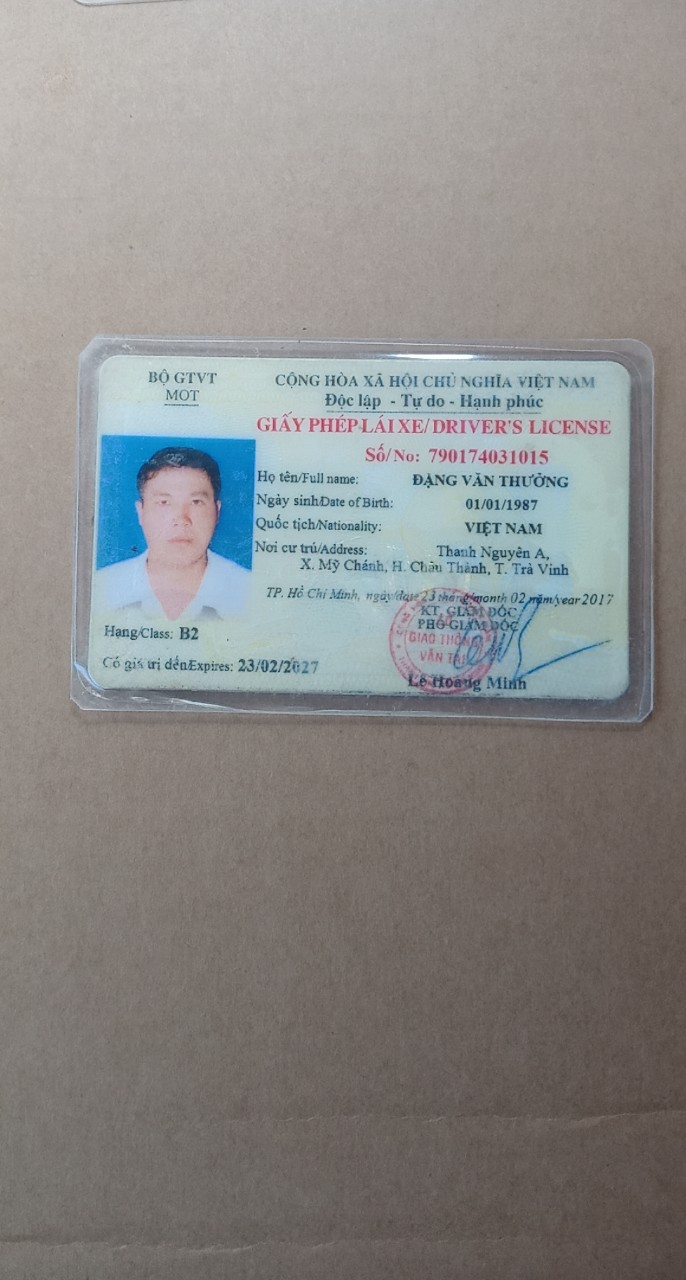 BỘ GTVT
MOT
CỘNG HÒA XÃ HỘI CHỦ NGHĨA VIỆT NAM
Độc lập - Tự do - Hạnh phúc
GIẤY PHÉP LÁI XE/DRIVER'S LICENSE
Số/No: 790174031015
Họ tên/Full name: ĐẶNG VĂN THƯỜNG
Ngày sinh/Date of Birth: 01/01/1987
Quốc tịch/Nationality: VIỆT NAM
Nơi cư trú/Address: Thanh Nguyên A,
X. Mỹ Chánh, H. Châu Thành, T. Trà Vinh
TP. Hồ Chí Minh, ngày/date 23 tháng/month 02 năm/year 2017
KT. GIÁM ĐỐC
PHÓ GIÁM ĐỐC
GIAO THÔNG
VẬN TẢI
Lê Hoàng Minh
Hạng/Class: B2
Có giá trị đến/Expires: 23/02/2027